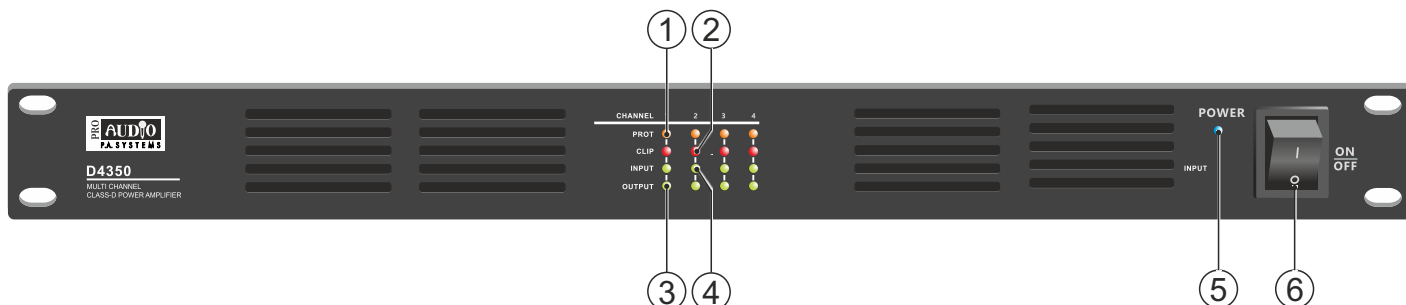 1 2
PRO AUDIO
P.A. SYSTEMS
D4350
MULTI CHANNEL
CLASS-D POWER AMPLIFIER
CHANNEL 2 3 4
PROT
CLIP
INPUT
OUTPUT
POWER
INPUT
ON
OFF
3 4 5 6